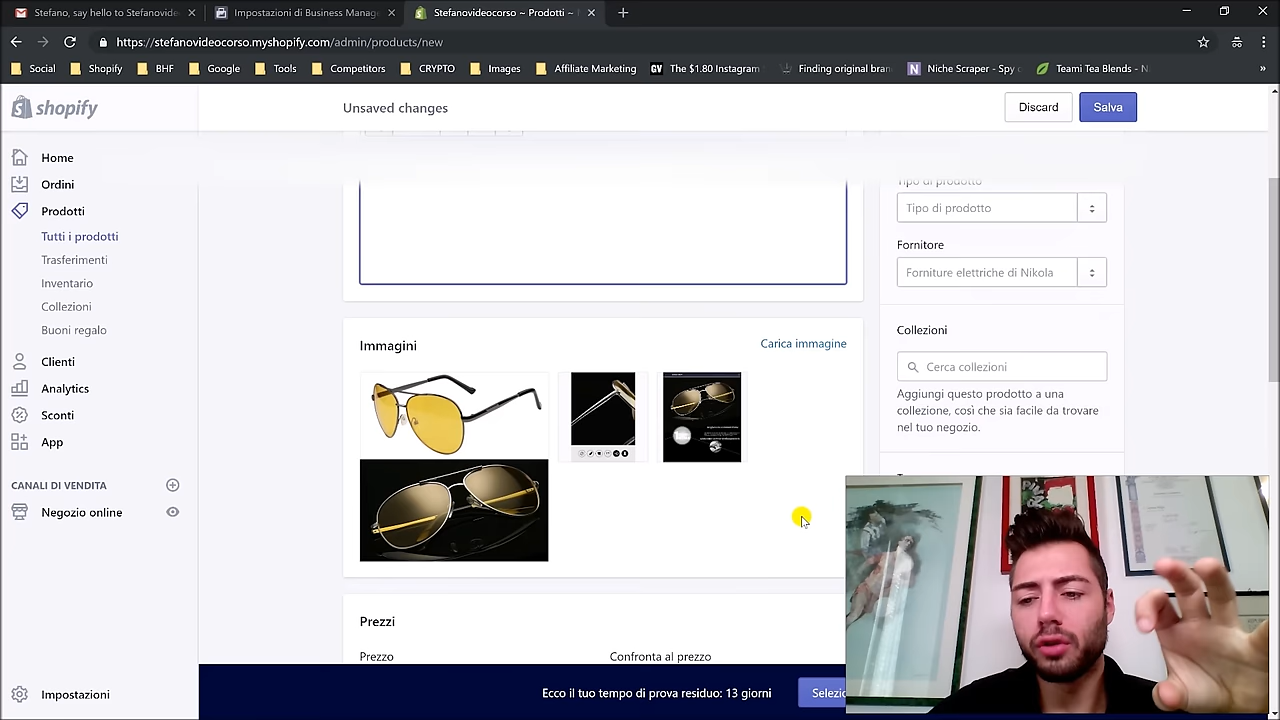 Stefano, say hello to Stefanovide
Impostazioni di Business Manag
Stefanovideocorso ~ Prodotti ~
https://stefanovideocorso.myshopify.com/admin/products/new
Social
Shopify
BHF
Google
Tools
Competitors
CRYPTO
Images
Affiliate Marketing
GV The $1.80 Instagram
Finding original bran
N Niche Scraper - Spy
Teami Tea Blends - N
»
shopify
Unsaved changes
Discard
Salva
Home
Ordini
Prodotti
Tutti i prodotti
Trasferimenti
Inventario
Collezioni
Buoni regalo
Clienti
Analytics
Sconti
App
CANALI DI VENDITA
Negozio online
Impostazioni
Immagini
Carica immagine
Prezzi
Prezzo
Confronta al prezzo
Tipo di prodotto
Tipo di prodotto
Fornitore
Forniture elettriche di Nikola
Collezioni
Cerca collezioni
Aggiungi questo prodotto a una
collezione, così che sia facile da trovare
nel tuo negozio.
Ecco il tuo tempo di prova residuo: 13 giorni
Selezio